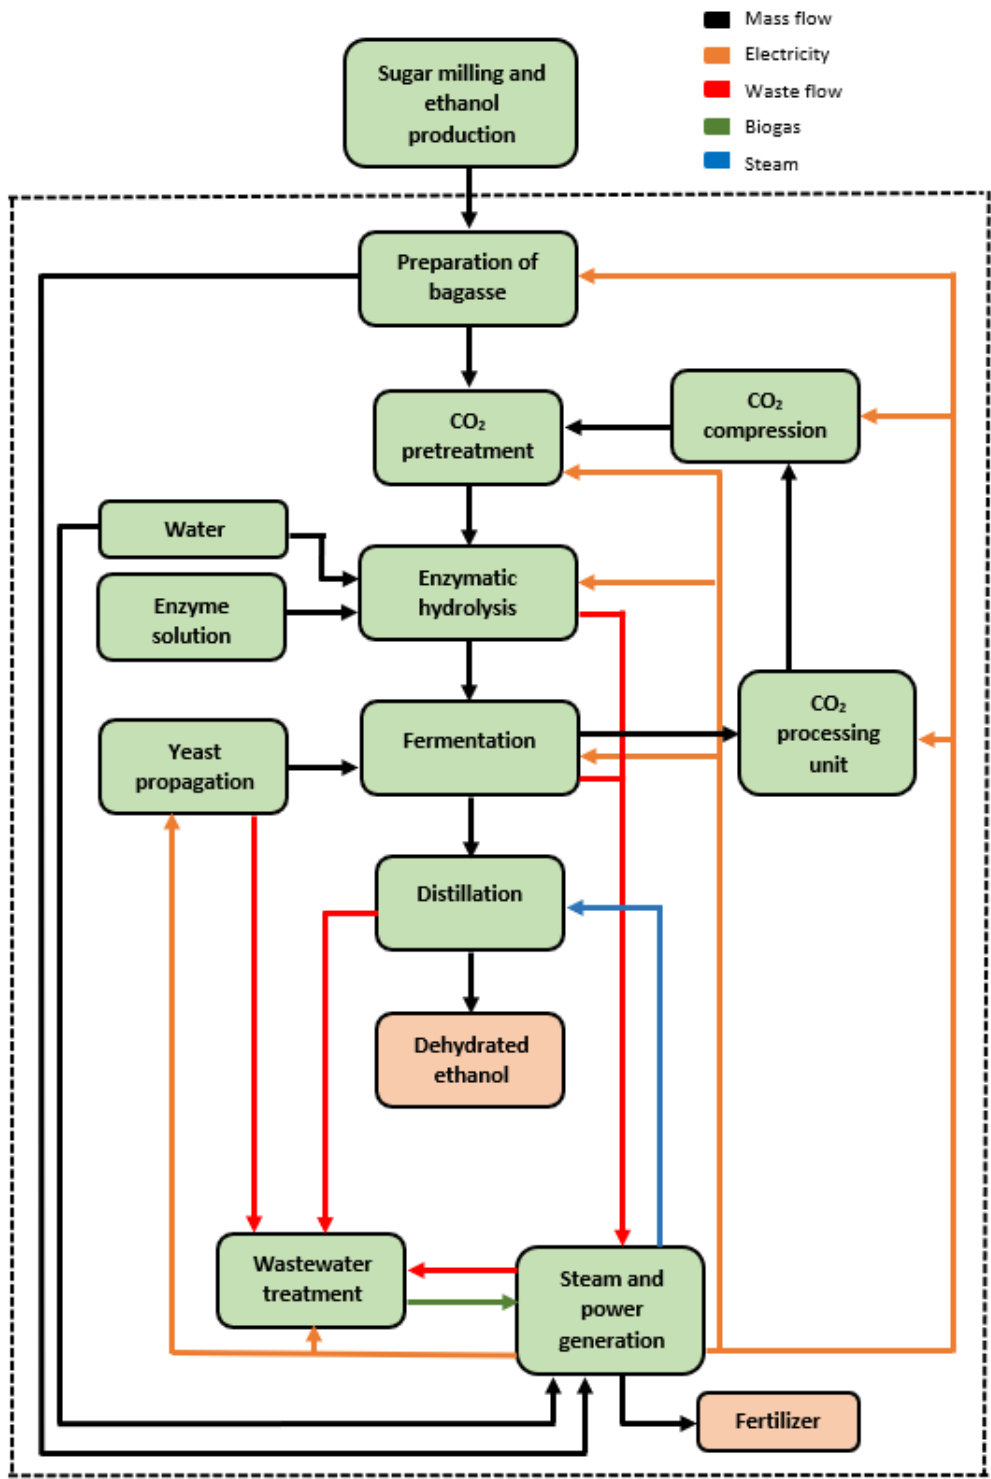 Mass flow
Electricity
Waste flow
Biogas
Steam
Sugar milling and
ethanol
production
Preparation of
bagasse
CO₂
pretreatment
CO₂
compression
Water
Enzyme
solution
Enzymatic
hydrolysis
Yeast
propagation
Fermentation
CO₂
processing
unit
Distillation
Dehydrated
ethanol
Wastewater
treatment
Steam and
power
generation
Fertilizer